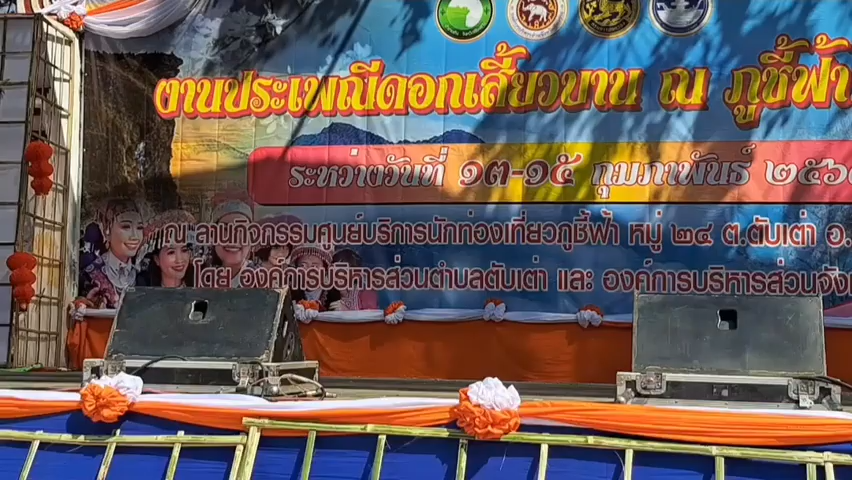 งานประเพณีดอกเสี้ยวบาน ณ ภูชี้ฟ้า
ระหว่างวันที่ ๑๓-๑๕ กุมภาพันธ์
ณ ลานกิจกรรมศูนย์บริการนักท่องเที่ยวภูชี้ฟ้า หมู่ ๒๔ ต.ตับเต่า อ.
โดย องค์การบริหารส่วนตำบลตับเต่า และ องค์การบริหารส่วนจัง